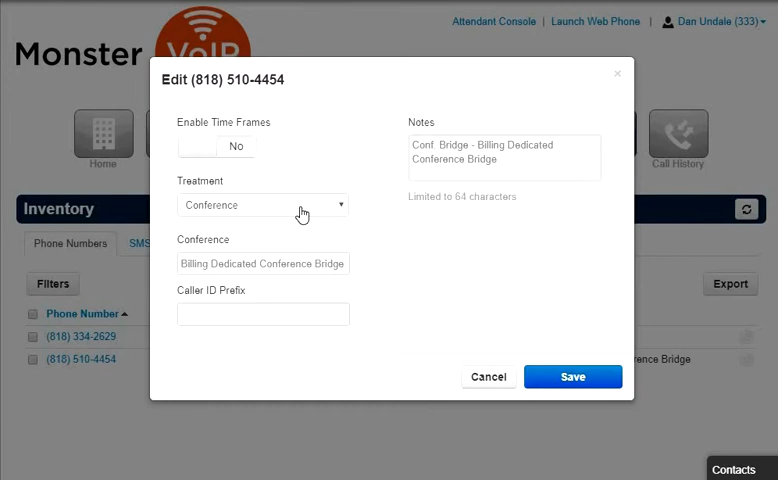 Attendant Console | Launch Web Phone | Dan Undale (333)
Monster VoIP
Edit (818) 510-4454
×
Enable Time Frames
No
Treatment
Conference
Conference
Billing Dedicated Conference Bridge
Caller ID Prefix
Notes
Conf Bridge - Billing Dedicated
Conference Bridge
Limited to 64 characters
Cancel
Save
Home
Call History
Inventory
Phone Numbers
SMS
Filters
Export
Phone Number
(818) 334-2629
(818) 510-4454
rence Bridge
Contacts